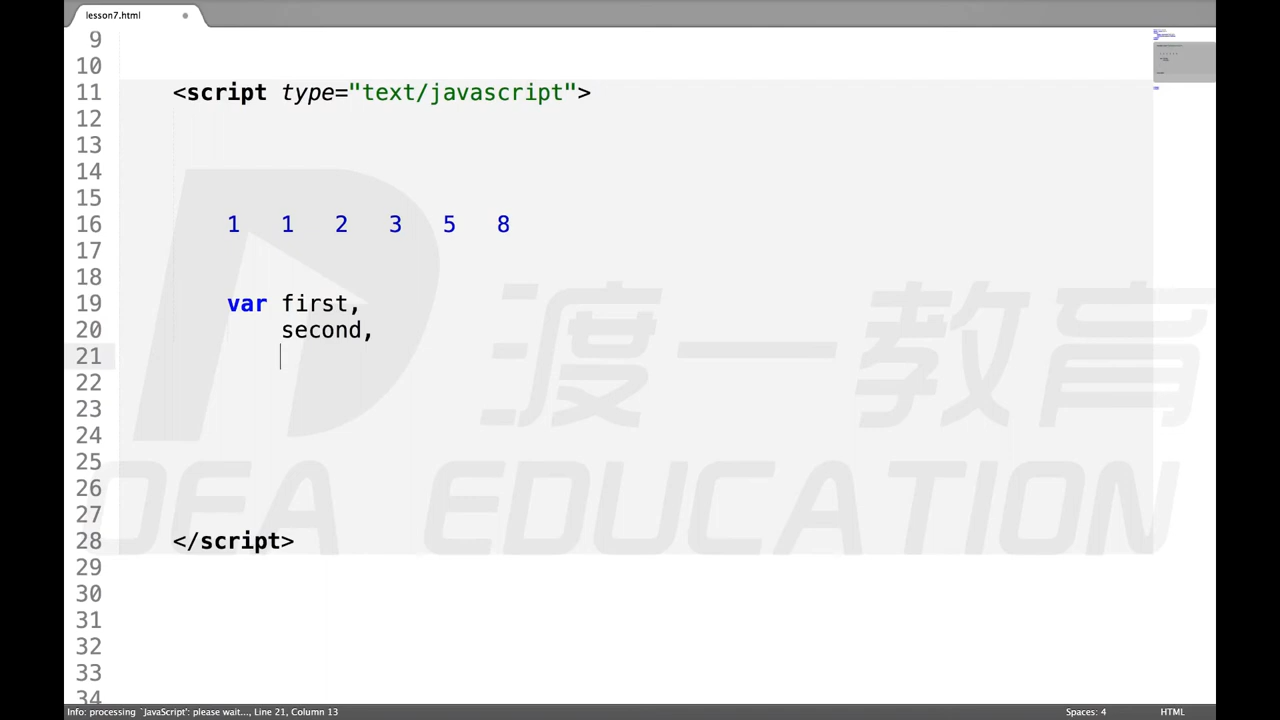 lesson7.html
9
10
11 <script type="text/javascript">
12
13
14
15
16 1 1 2 3 5 8
17
18
19 var first,
20 second,
21
22
23
24
25
26
27
28 </script>
29
30
31
32
33
34
渡一教育
DFA EDUCATION
Info: processing `JavaScript': please wait..., Line 21, Column 13
Spaces: 4
HTML